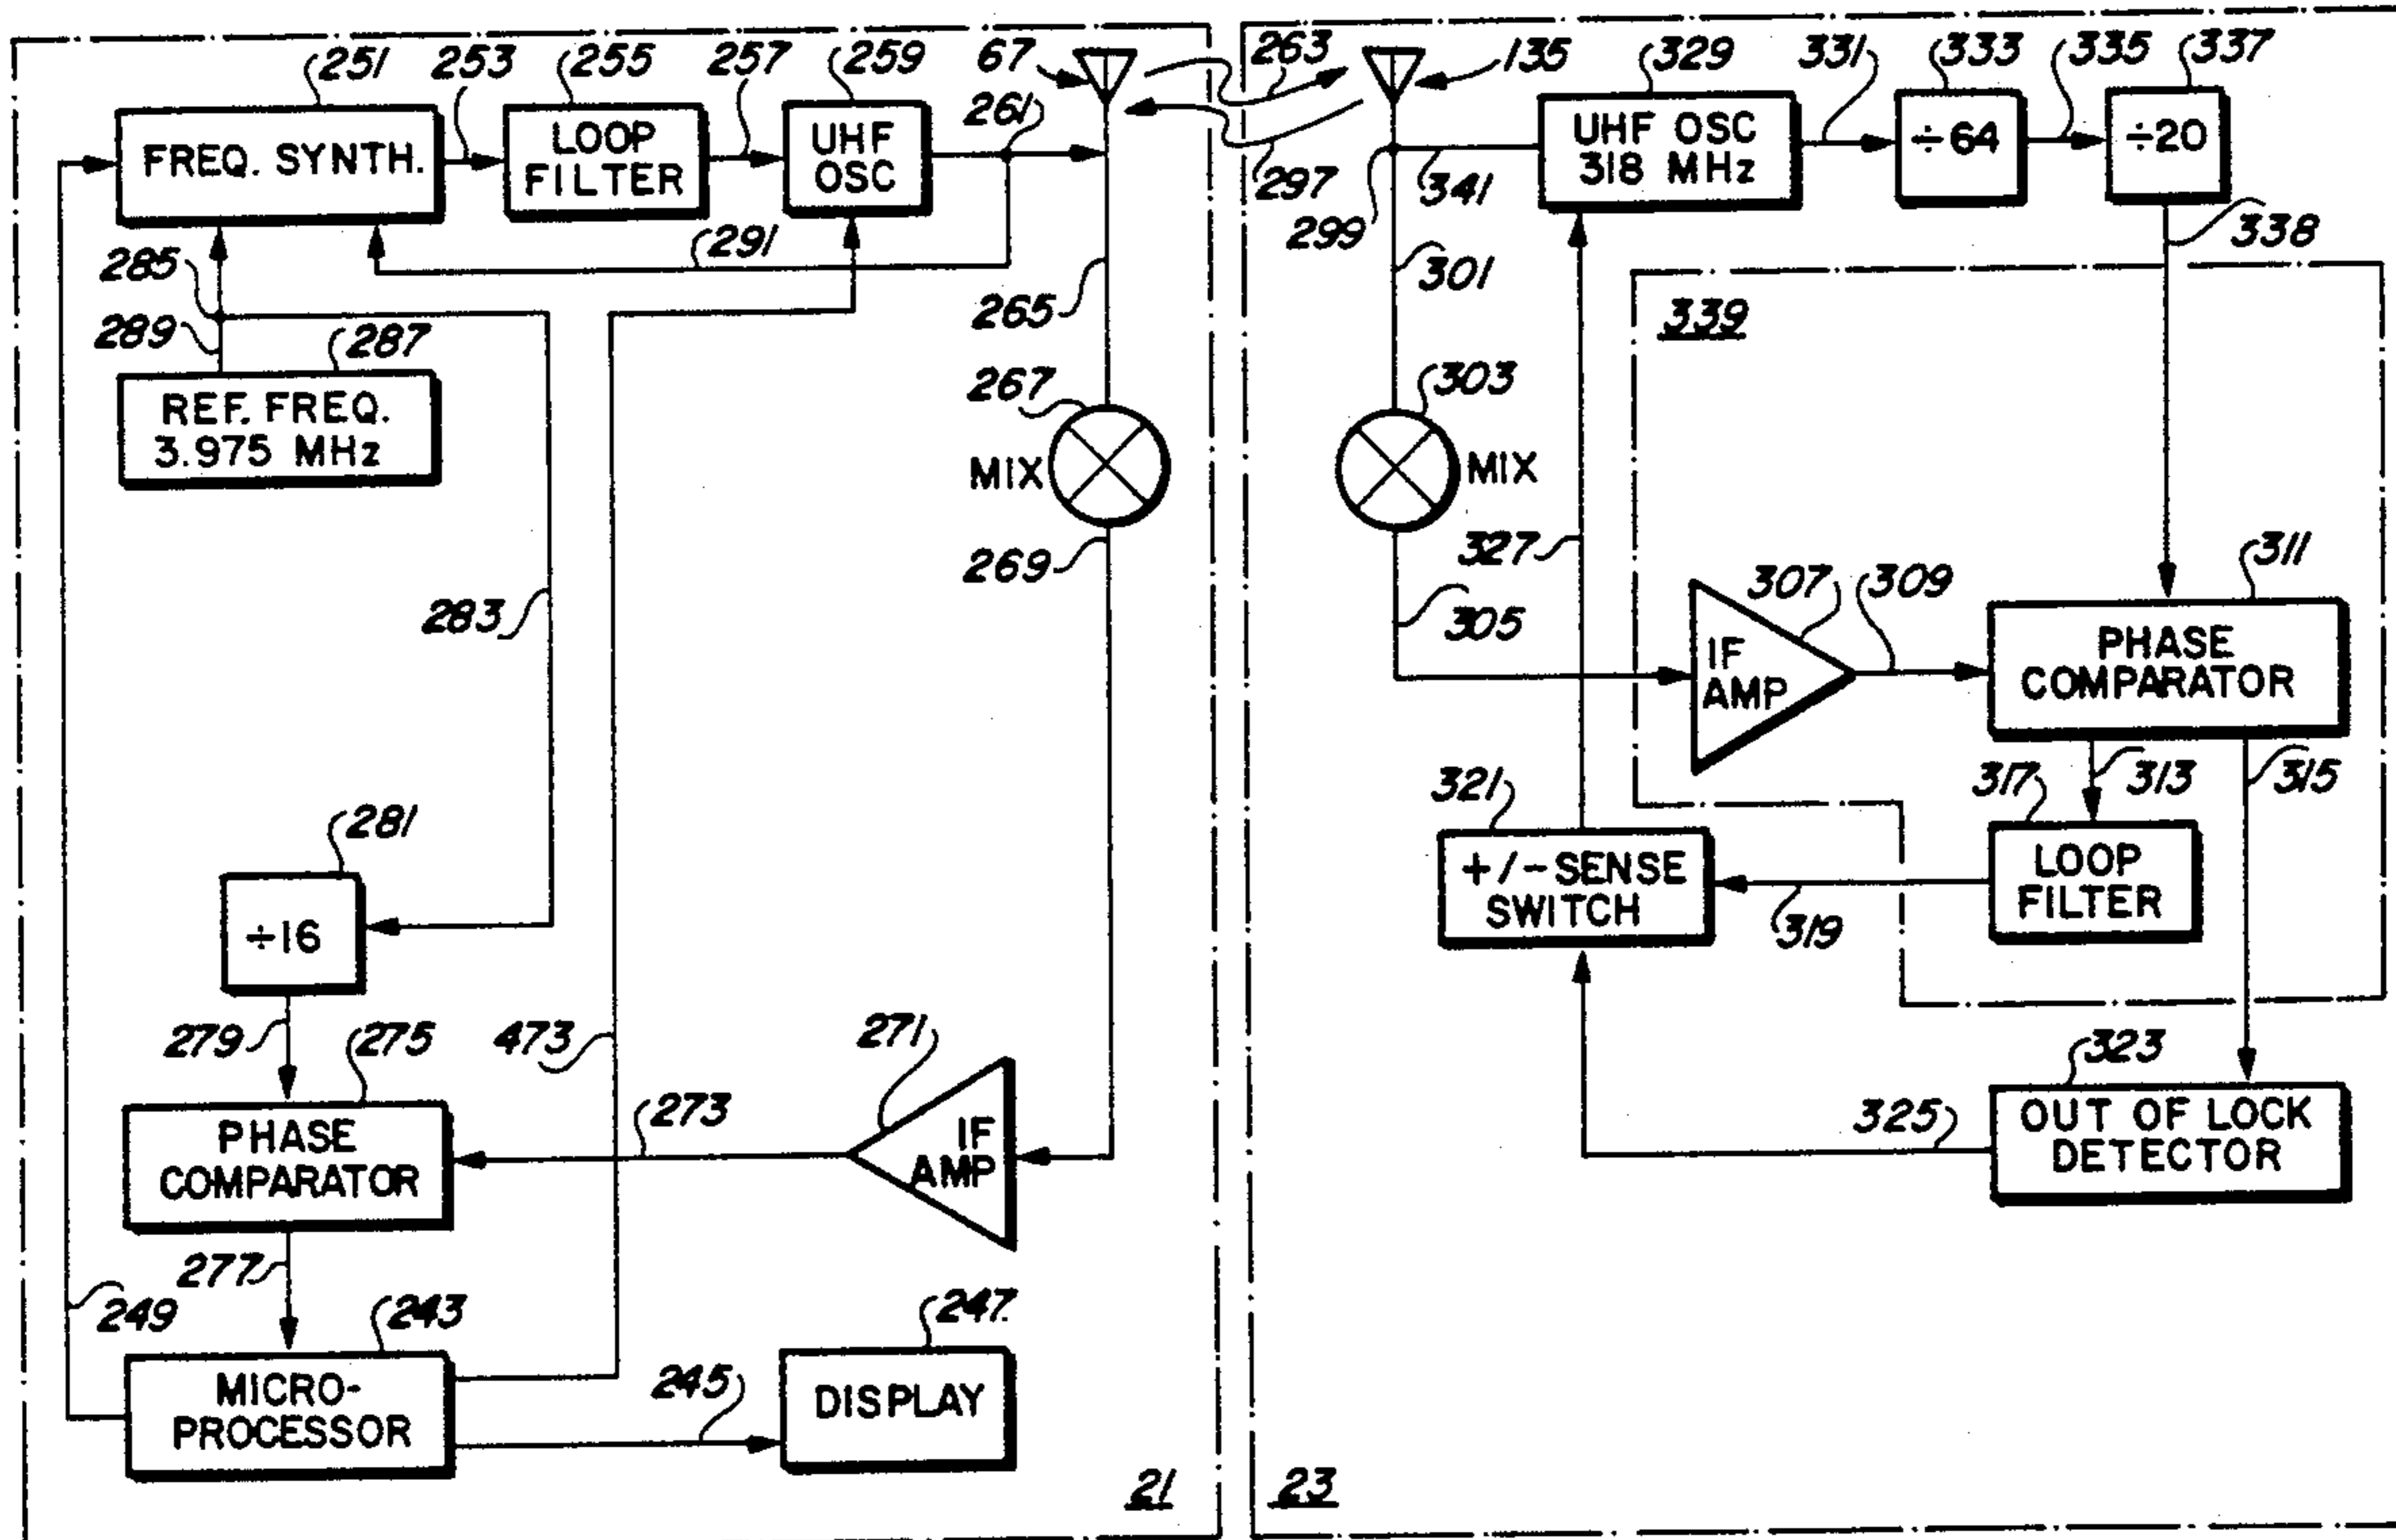 251
253
255
257
259
67
261
263
135
329
331
333
335
337
FREQ. SYNTH.
LOOP
FILTER
UHF
OSC
UHF OSC
318 MHz
÷64
÷20
297
299
341
338
285
291
289
287
265
301
339
REF. FREQ.
3.975 MHz
267
MIX
303
MIX
269
327
305
283
307
309
311
IF
AMP
PHASE
COMPARATOR
313
315
317
321
281
÷16
+/- SENSE
SWITCH
319
LOOP
FILTER
279
275
473
271
273
PHASE
COMPARATOR
IF
AMP
323
325
OUT OF LOCK
DETECTOR
277
249
243
247
245
MICRO-
PROCESSOR
DISPLAY
21
23